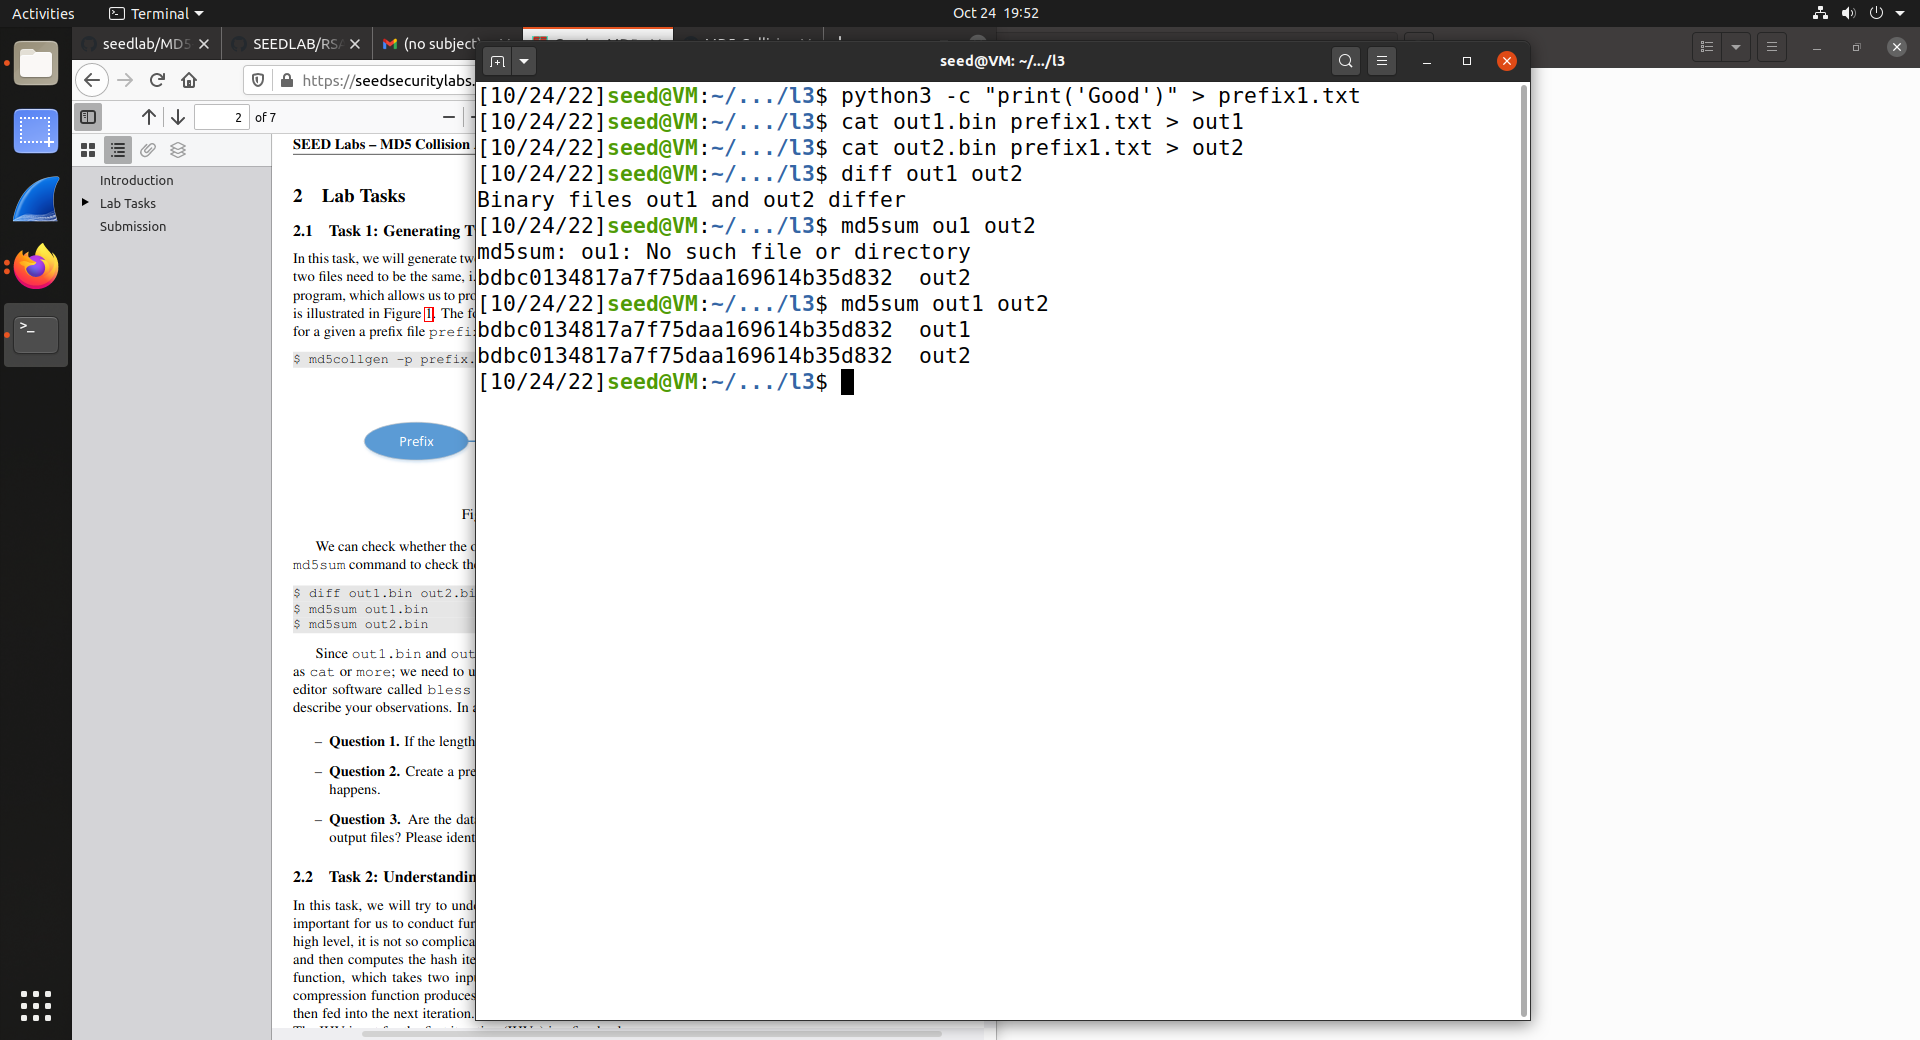 Activities
Terminal
Oct 24 19:52
seedlab/MD5
SEEDLAB/RSA
(no subject)
seed@VM: ~/.../l3
https://seedsecuritylabs.
2 of 7
Introduction
Lab Tasks
Submission
SEED Labs – MD5 Collision
2 Lab Tasks
2.1 Task 1: Generating T
In this task, we will generate tw
two files need to be the same, i.
program, which allows us to pro
is illustrated in Figure 1. The fo
for a given a prefix file prefi
$ md5collgen -p prefix.
Prefix
Fi
We can check whether the o
md5sum command to check the
$ diff out1.bin out2.bi
$ md5sum out1.bin
$ md5sum out2.bin
Since out1.bin and out
as cat or more; we need to u
editor software called bless
describe your observations. In a
– Question 1. If the length
– Question 2. Create a pre
happens.
– Question 3. Are the data
output files? Please ident
2.2 Task 2: Understandin
In this task, we will try to unde
important for us to conduct fur
high level, it is not so complica
and then computes the hash ite
function, which takes two inpu
compression function produces
then fed into the next iteration.
[10/24/22]seed@VM:~/.../l3$ python3 -c "print('Good')" > prefix1.txt
[10/24/22]seed@VM:~/.../l3$ cat out1.bin prefix1.txt > out1
[10/24/22]seed@VM:~/.../l3$ cat out2.bin prefix1.txt > out2
[10/24/22]seed@VM:~/.../l3$ diff out1 out2
Binary files out1 and out2 differ
[10/24/22]seed@VM:~/.../l3$ md5sum ou1 out2
md5sum: ou1: No such file or directory
bdbc0134817a7f75daa169614b35d832  out2
[10/24/22]seed@VM:~/.../l3$ md5sum out1 out2
bdbc0134817a7f75daa169614b35d832  out1
bdbc0134817a7f75daa169614b35d832  out2
[10/24/22]seed@VM:~/.../l3$